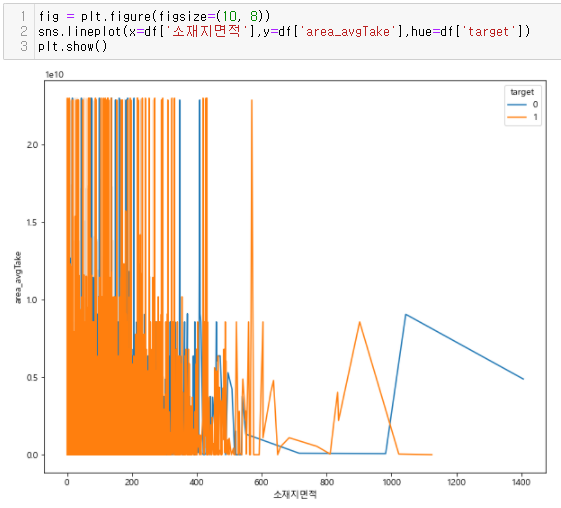 1 fig = plt.figure(figsize=(10, 8))
2 sns.lineplot(x=df['소재지면적'],y=df['area_avgTake'],hue=df['target'])
3 plt.show()
1e10
target
0
1
2.0
1.5
1.0
0.5
0.0
area_avgTake
0 200 400 600 800 1000 1200 1400
소재지면적